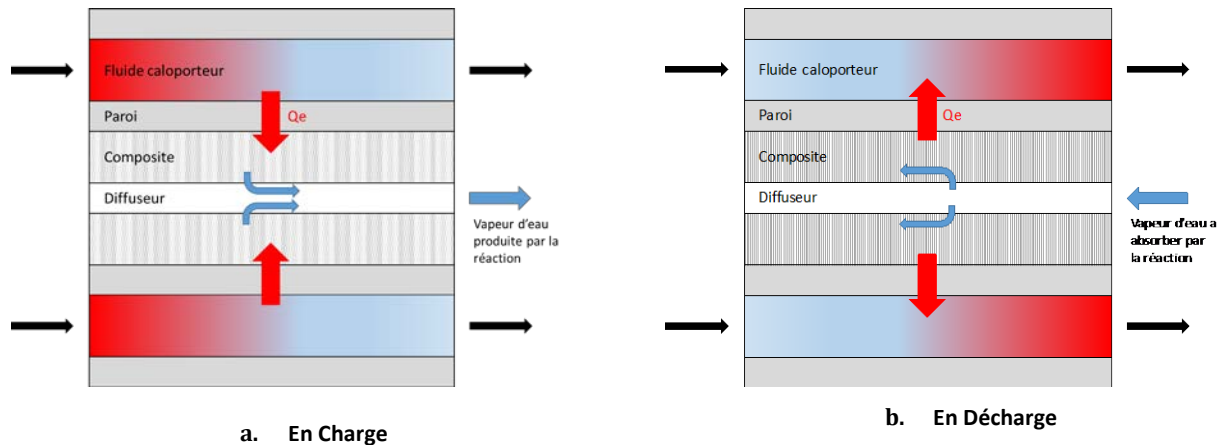 Fluide caloporteur
Paroi
Qe
Composite
Diffuseur
Vapeur d'eau
produite par la
réaction
a. En Charge
Fluide caloporteur
Paroi
Qe
Composite
Diffuseur
Vapeur d'eau a
absorber par
la réaction
b. En Décharge